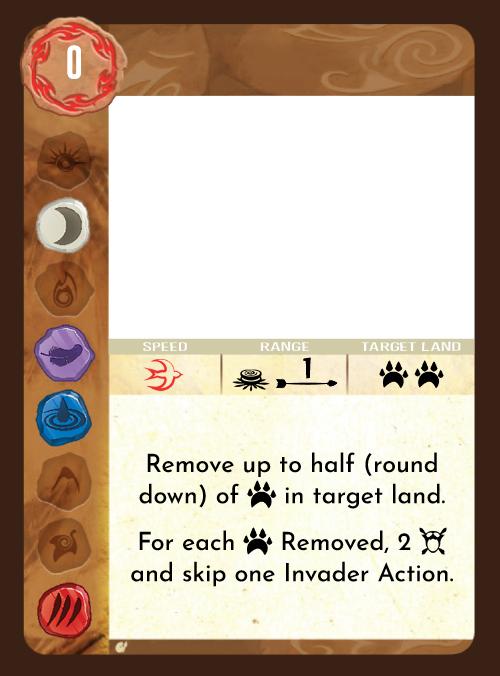 0
SPEED RANGE TARGET LAND
1
Remove up to half (round
down) of in target land.
For each Removed, 2
and skip one Invader Action.